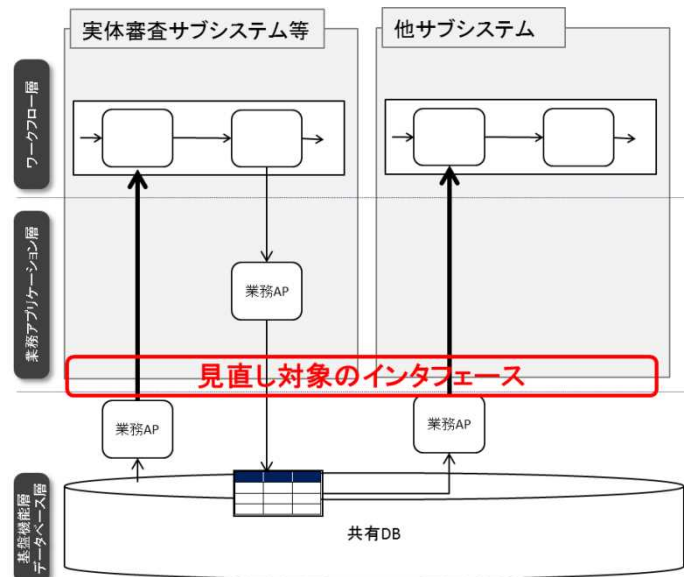 実体審査サブシステム等
他サブシステム
ワークフロー層
業務アプリケーション層
業務AP
見直し対象のインタフェース
業務AP
業務AP
基盤機能層
データベース層
共有DB